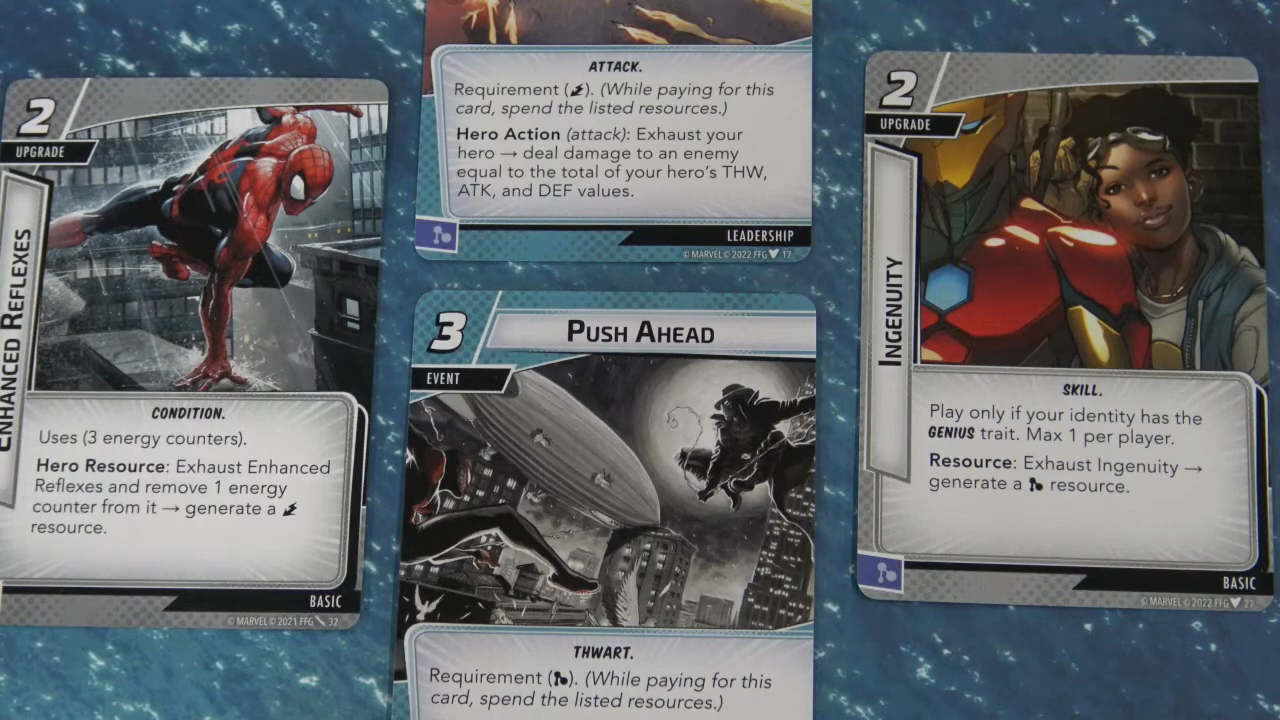 2
UPGRADE
ENHANCED REFLEXES
CONDITION.
Uses (3 energy counters).
Hero Resource: Exhaust Enhanced
Reflexes and remove 1 energy
counter from it → generate a
resource.
BASIC
© MARVEL © 2021 FFG 32
ATTACK.
Requirement ( ). (While paying for this
card, spend the listed resources.)
Hero Action (attack): Exhaust your
hero → deal damage to an enemy
equal to the total of your hero's THW,
ATK, and DEF values.
LEADERSHIP
© MARVEL © 2022 FFG 17
3
PUSH AHEAD
EVENT
THWART.
Requirement ( ). (While paying for this
card, spend the listed resources.)
2
UPGRADE
INGENUITY
SKILL.
Play only if your identity has the
GENIUS trait. Max 1 per player.
Resource: Exhaust Ingenuity →
generate a resource.
BASIC
© MARVEL © 2022 FFG 27